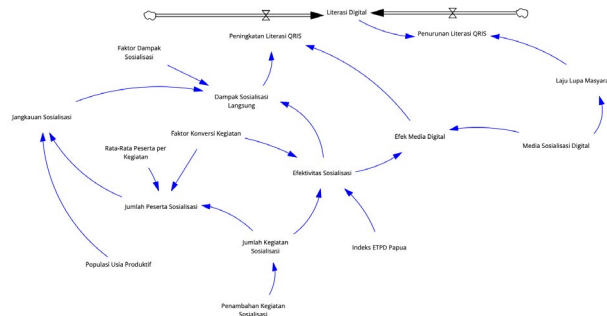 Literasi Digital
Peningkatan Literasi QRIS
Penurunan Literasi QRIS
Faktor Dampak
Sosialisasi
Laju Lupa Masyara
Dampak Sosialisasi
Langsung
Jangkauan Sosialisasi
Faktor Konversi Kegiatan
Efek Media Digital
Media Sosialisasi Digital
Rata-Rata Peserta per
Kegiatan
Efektivitas Sosialisasi
Jumlah Peserta Sosialisasi
Jumlah Kegiatan
Sosialisasi
Indeks ETPD Papua
Populasi Usia Produktif
Penambahan Kegiatan
Sosialisasi